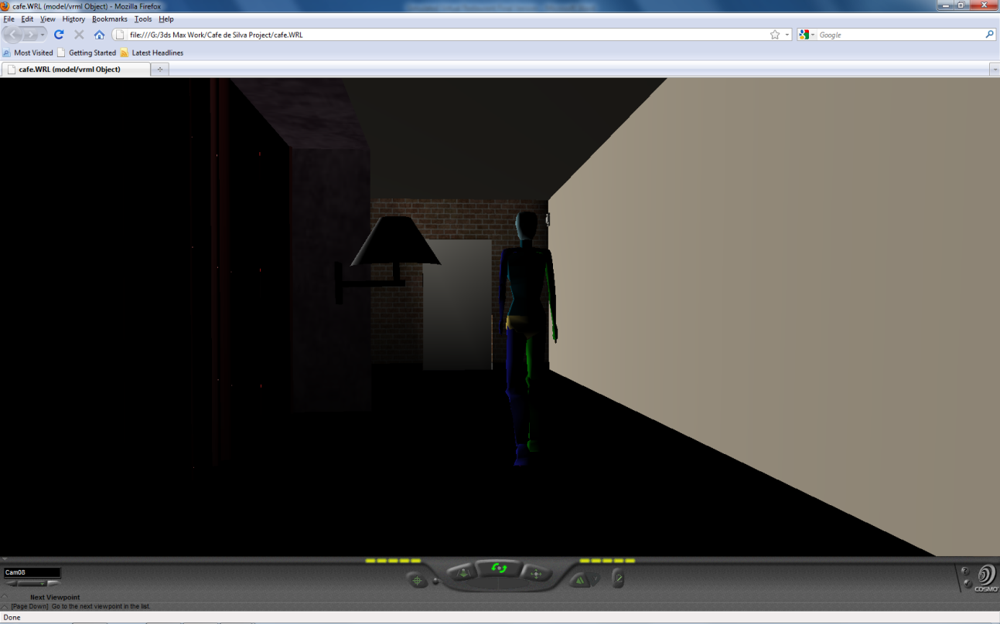 cafe.WRL (model/vrml Object) - Mozilla Firefox
File Edit View History Bookmarks Tools Help
file:///G:/3ds Max Work/Cafe de Silva Project/cafe.WRL
Google
Most Visited Getting Started Latest Headlines
cafe.WRL (model/vrml Object)
Cam08
Next Viewpoint
[Page Down] Go to the next viewpoint in the list.
COSMO
Done